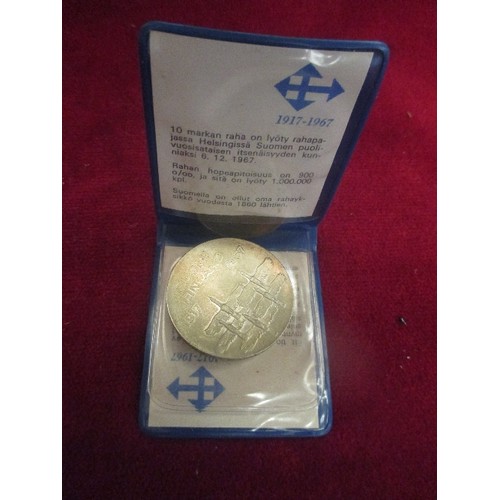 1917-1967
10 markan raha on lyöty rahapa-
jassa Helsingissä Suomen puoli-
vuosisataisen itsenäisyyden kun-
niaksi 6. 12. 1967.
Rahan hopeapitoisuus on 900
o/oo, ja sitä on lyöty 1.000.000
kpl.
Suomella on ollut oma rahayk-
sikkö vuodesta 1860 lähtien.
1917-1967